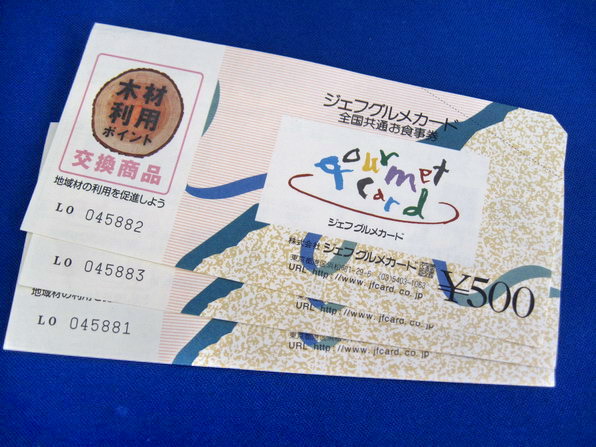 木材
利用
ポイント
交換商品
地域材の利用を促進しよう
LO 045882
ジェフグルメカード
全国共通お食事券
gourmet
card
ジェフ グルメカード
株式会社 ジェフ グルメカード
URL http://www.jfcard.co.jp
¥500
LO 045883
URL http://www.jfcard.co.jp
LO 045881
URL http://www.jfcard.co.jp